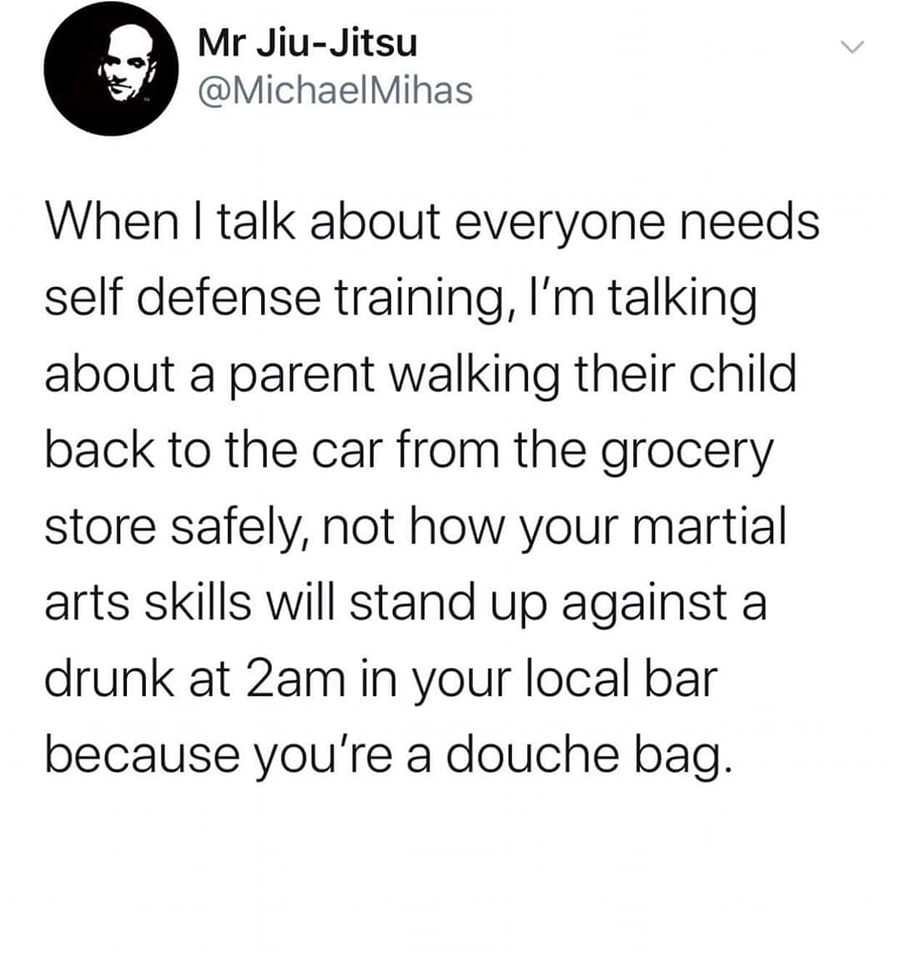 Mr Jiu-Jitsu
@MichaelMihas
When I talk about everyone needs
self defense training, I'm talking
about a parent walking their child
back to the car from the grocery
store safely, not how your martial
arts skills will stand up against a
drunk at 2am in your local bar
because you're a douche bag.